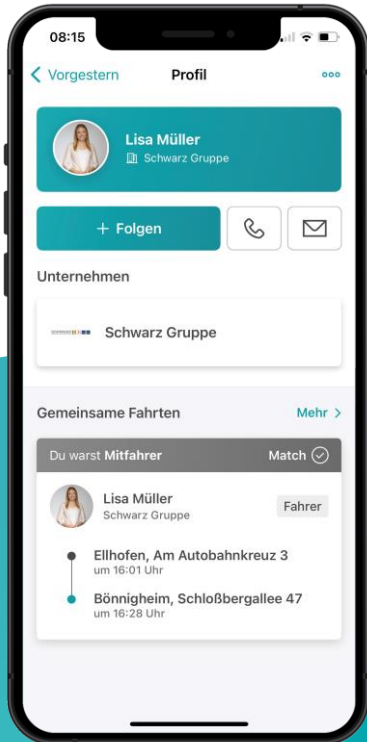 08:15
Vorgestern Profil
Lisa Müller
Schwarz Gruppe
+ Folgen
Unternehmen
Schwarz Gruppe
Gemeinsame Fahrten Mehr >
Du warst Mitfahrer Match
Lisa Müller
Schwarz Gruppe Fahrer
Ellhofen, Am Autobahnkreuz 3
um 16:01 Uhr
Bönnigheim, Schloßbergallee 47
um 16:28 Uhr